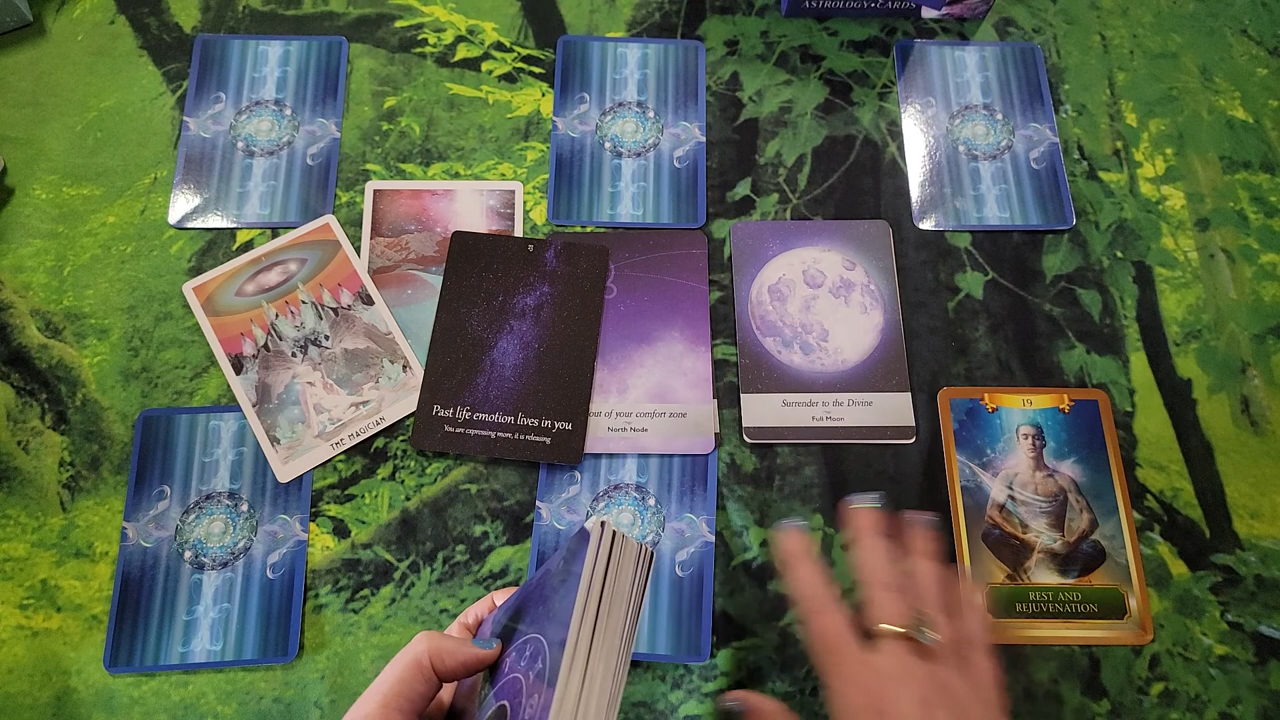 ASTROLOGY•CARDS
THE MAGICIAN
Past life emotion lives in you
You are expressing more, it is releasing
out of your comfort zone
North Node
Surrender to the Divine
Full Moon
19
REST AND
REJUVENATION